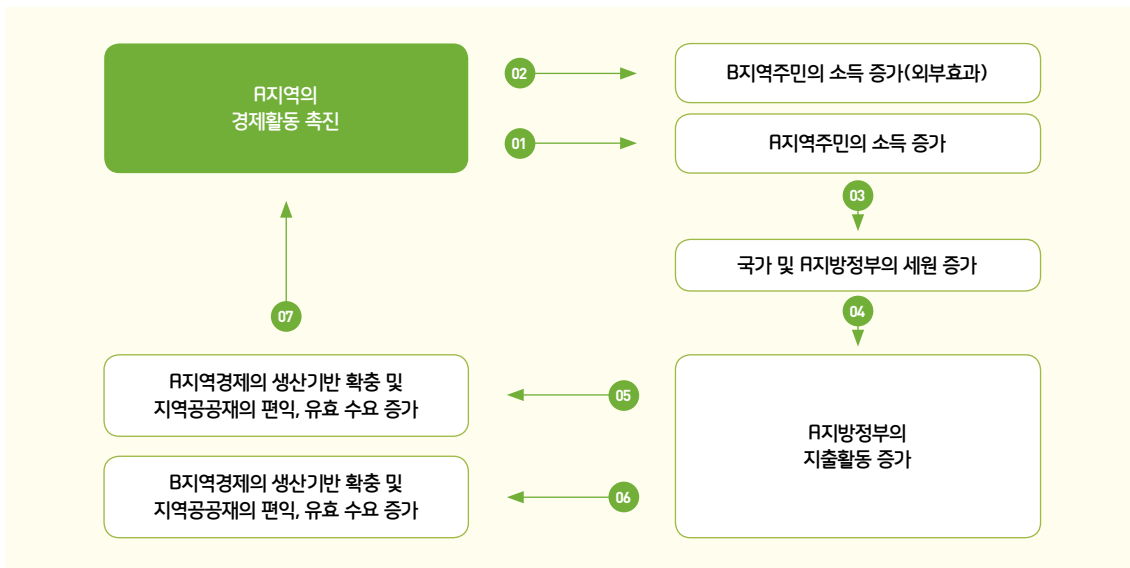 A지역의
경제활동 촉진
02
B지역주민의 소득 증가(외부효과)
01
A지역주민의 소득 증가
03
국가 및 A지방정부의 세원 증가
04
07
A지역경제의 생산기반 확충 및
지역공공재의 편익, 유효 수요 증가
05
A지방정부의
지출활동 증가
B지역경제의 생산기반 확충 및
지역공공재의 편익, 유효 수요 증가
06